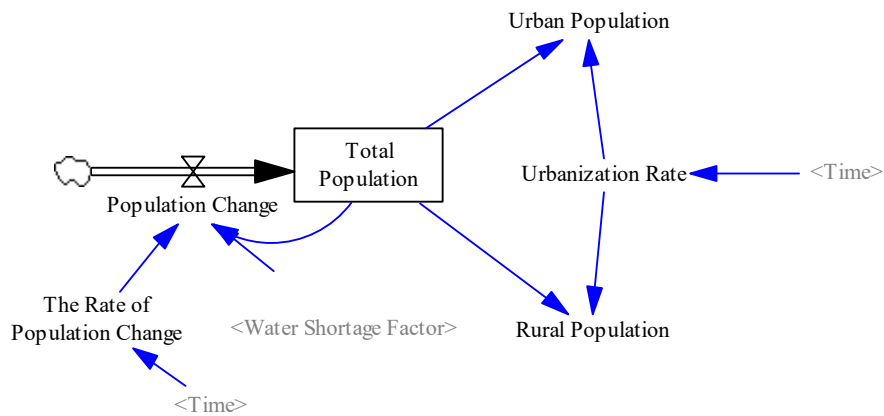 Urban Population
Total
Population
Urbanization Rate
<Time>
Population Change
The Rate of
Population Change
<Water Shortage Factor>
Rural Population
<Time>